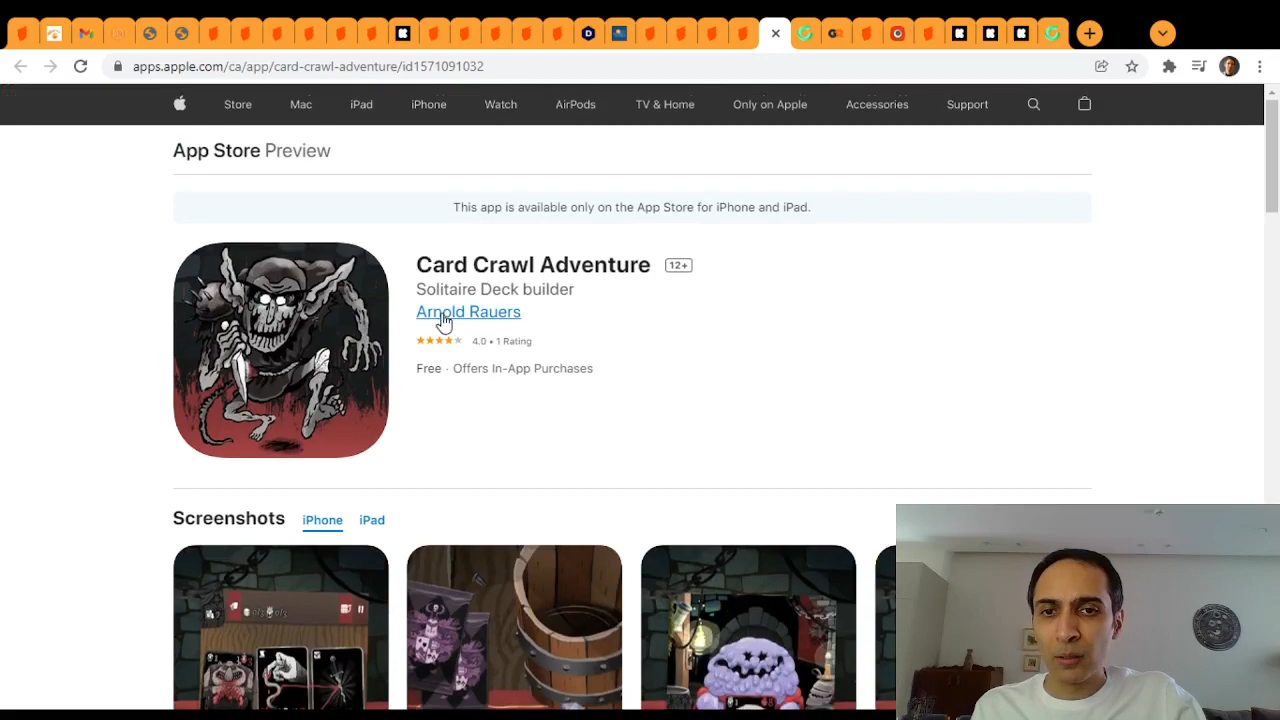 apps.apple.com/ca/app/card-crawl-adventure/id1571091032
Store Mac iPad iPhone Watch AirPods TV & Home Only on Apple Accessories Support
App Store Preview
This app is available only on the App Store for iPhone and iPad.
Card Crawl Adventure 12+
Solitaire Deck builder
Arnold Rauers
4.0 • 1 Rating
Free · Offers In-App Purchases
Screenshots iPhone iPad